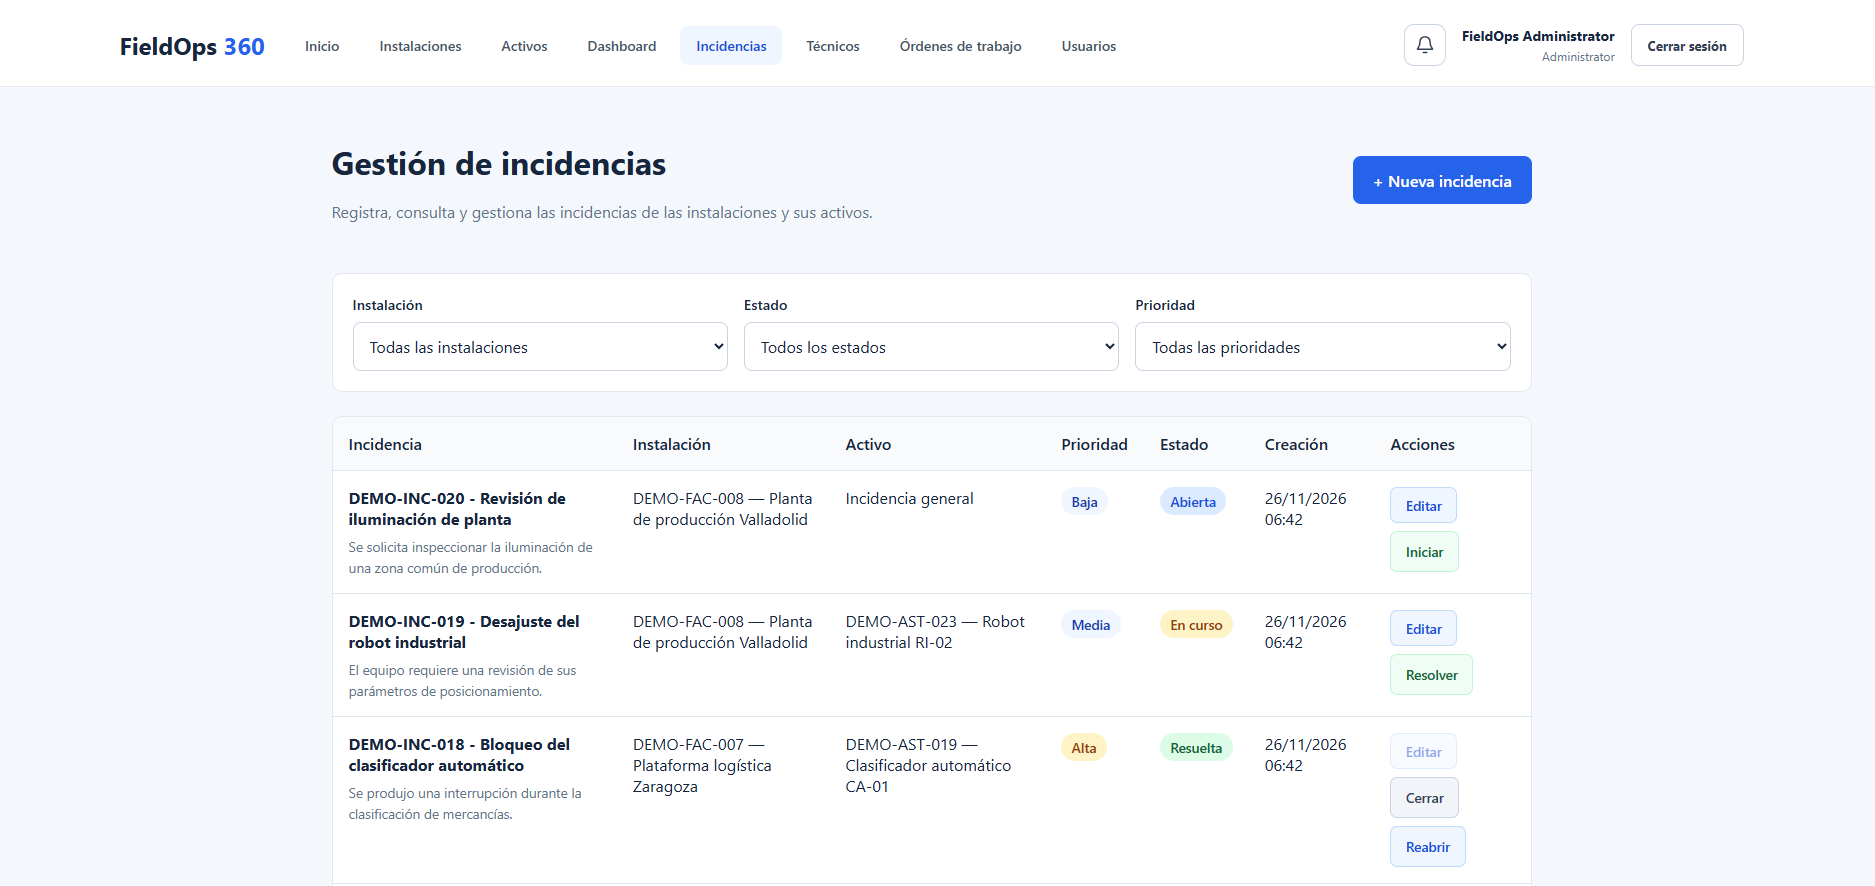 FieldOps 360
Inicio
Instalaciones
Activos
Dashboard
Incidencias
Técnicos
Órdenes de trabajo
Usuarios
FieldOps Administrator
Administrator
Cerrar sesión
Gestión de incidencias
Registra, consulta y gestiona las incidencias de las instalaciones y sus activos.
+ Nueva incidencia
Instalación
Estado
Prioridad
Todas las instalaciones
Todos los estados
Todas las prioridades
Incidencia
Instalación
Activo
Prioridad
Estado
Creación
Acciones
DEMO-INC-020 - Revisión de
iluminación de planta
Se solicita inspeccionar la iluminación de
una zona común de producción.
DEMO-FAC-008 — Planta
de producción Valladolid
Incidencia general
Baja
Abierta
26/11/2026
06:42
Editar
Iniciar
DEMO-INC-019 - Desajuste del
robot industrial
El equipo requiere una revisión de sus
parámetros de posicionamiento.
DEMO-FAC-008 — Planta
de producción Valladolid
DEMO-AST-023 — Robot
industrial RI-02
Media
En curso
26/11/2026
06:42
Editar
Resolver
DEMO-INC-018 - Bloqueo del
clasificador automático
Se produjo una interrupción durante la
clasificación de mercancías.
DEMO-FAC-007 —
Plataforma logística
Zaragoza
DEMO-AST-019 —
Clasificador automático
CA-01
Alta
Resuelta
26/11/2026
06:42
Editar
Cerrar
Reabrir